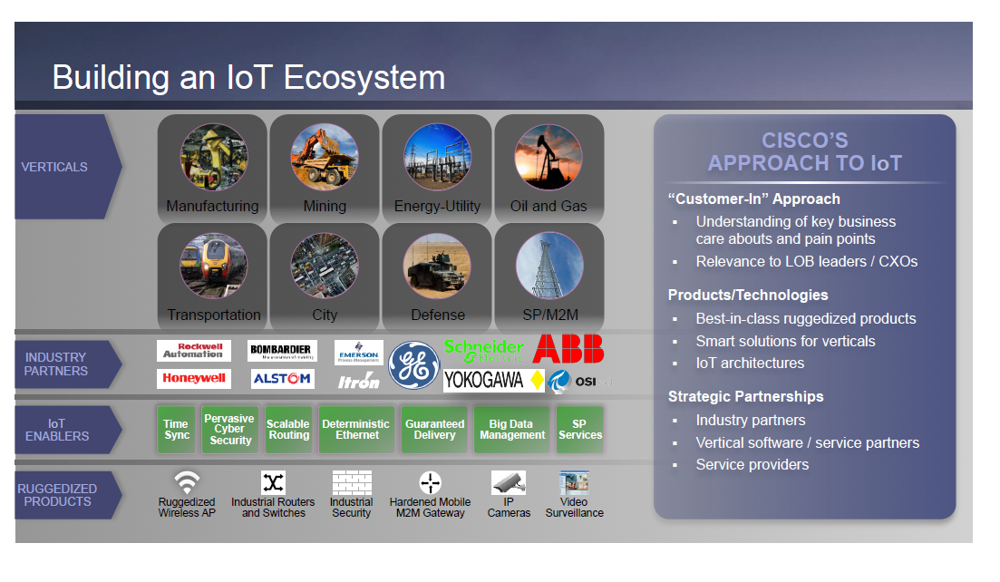 Building an IoT Ecosystem
VERTICALS
Manufacturing
Mining
Energy-Utility
Oil and Gas
Transportation
City
Defense
SP/M2M
INDUSTRY
PARTNERS
Rockwell
Automation
BOMBARDIER
EMERSON
Process Management
GE
Schneider
Electric
ABB
Honeywell
ALSTOM
Itrón
YOKOGAWA
OSI
IoT
ENABLERS
Time
Sync
Pervasive
Cyber
Security
Scalable
Routing
Deterministic
Ethernet
Guaranteed
Delivery
Big Data
Management
SP
Services
RUGGEDIZED
PRODUCTS
Ruggedized
Wireless AP
Industrial Routers
and Switches
Industrial
Security
Hardened Mobile
M2M Gateway
IP
Cameras
Video
Surveillance
CISCO’S
APPROACH TO IoT
“Customer-In” Approach
▪ Understanding of key business
care abouts and pain points
▪ Relevance to LOB leaders / CXOs
Products/Technologies
▪ Best-in-class ruggedized products
▪ Smart solutions for verticals
▪ IoT architectures
Strategic Partnerships
▪ Industry partners
▪ Vertical software / service partners
▪ Service providers